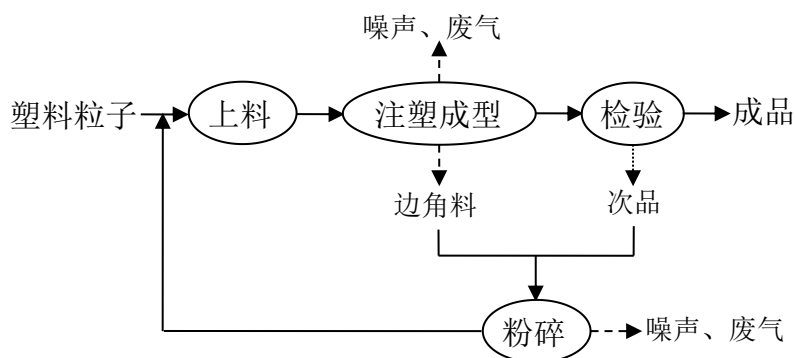 噪声、废气
塑料粒子
上料
注塑成型
检验
成品
边角料
次品
粉碎
噪声、废气